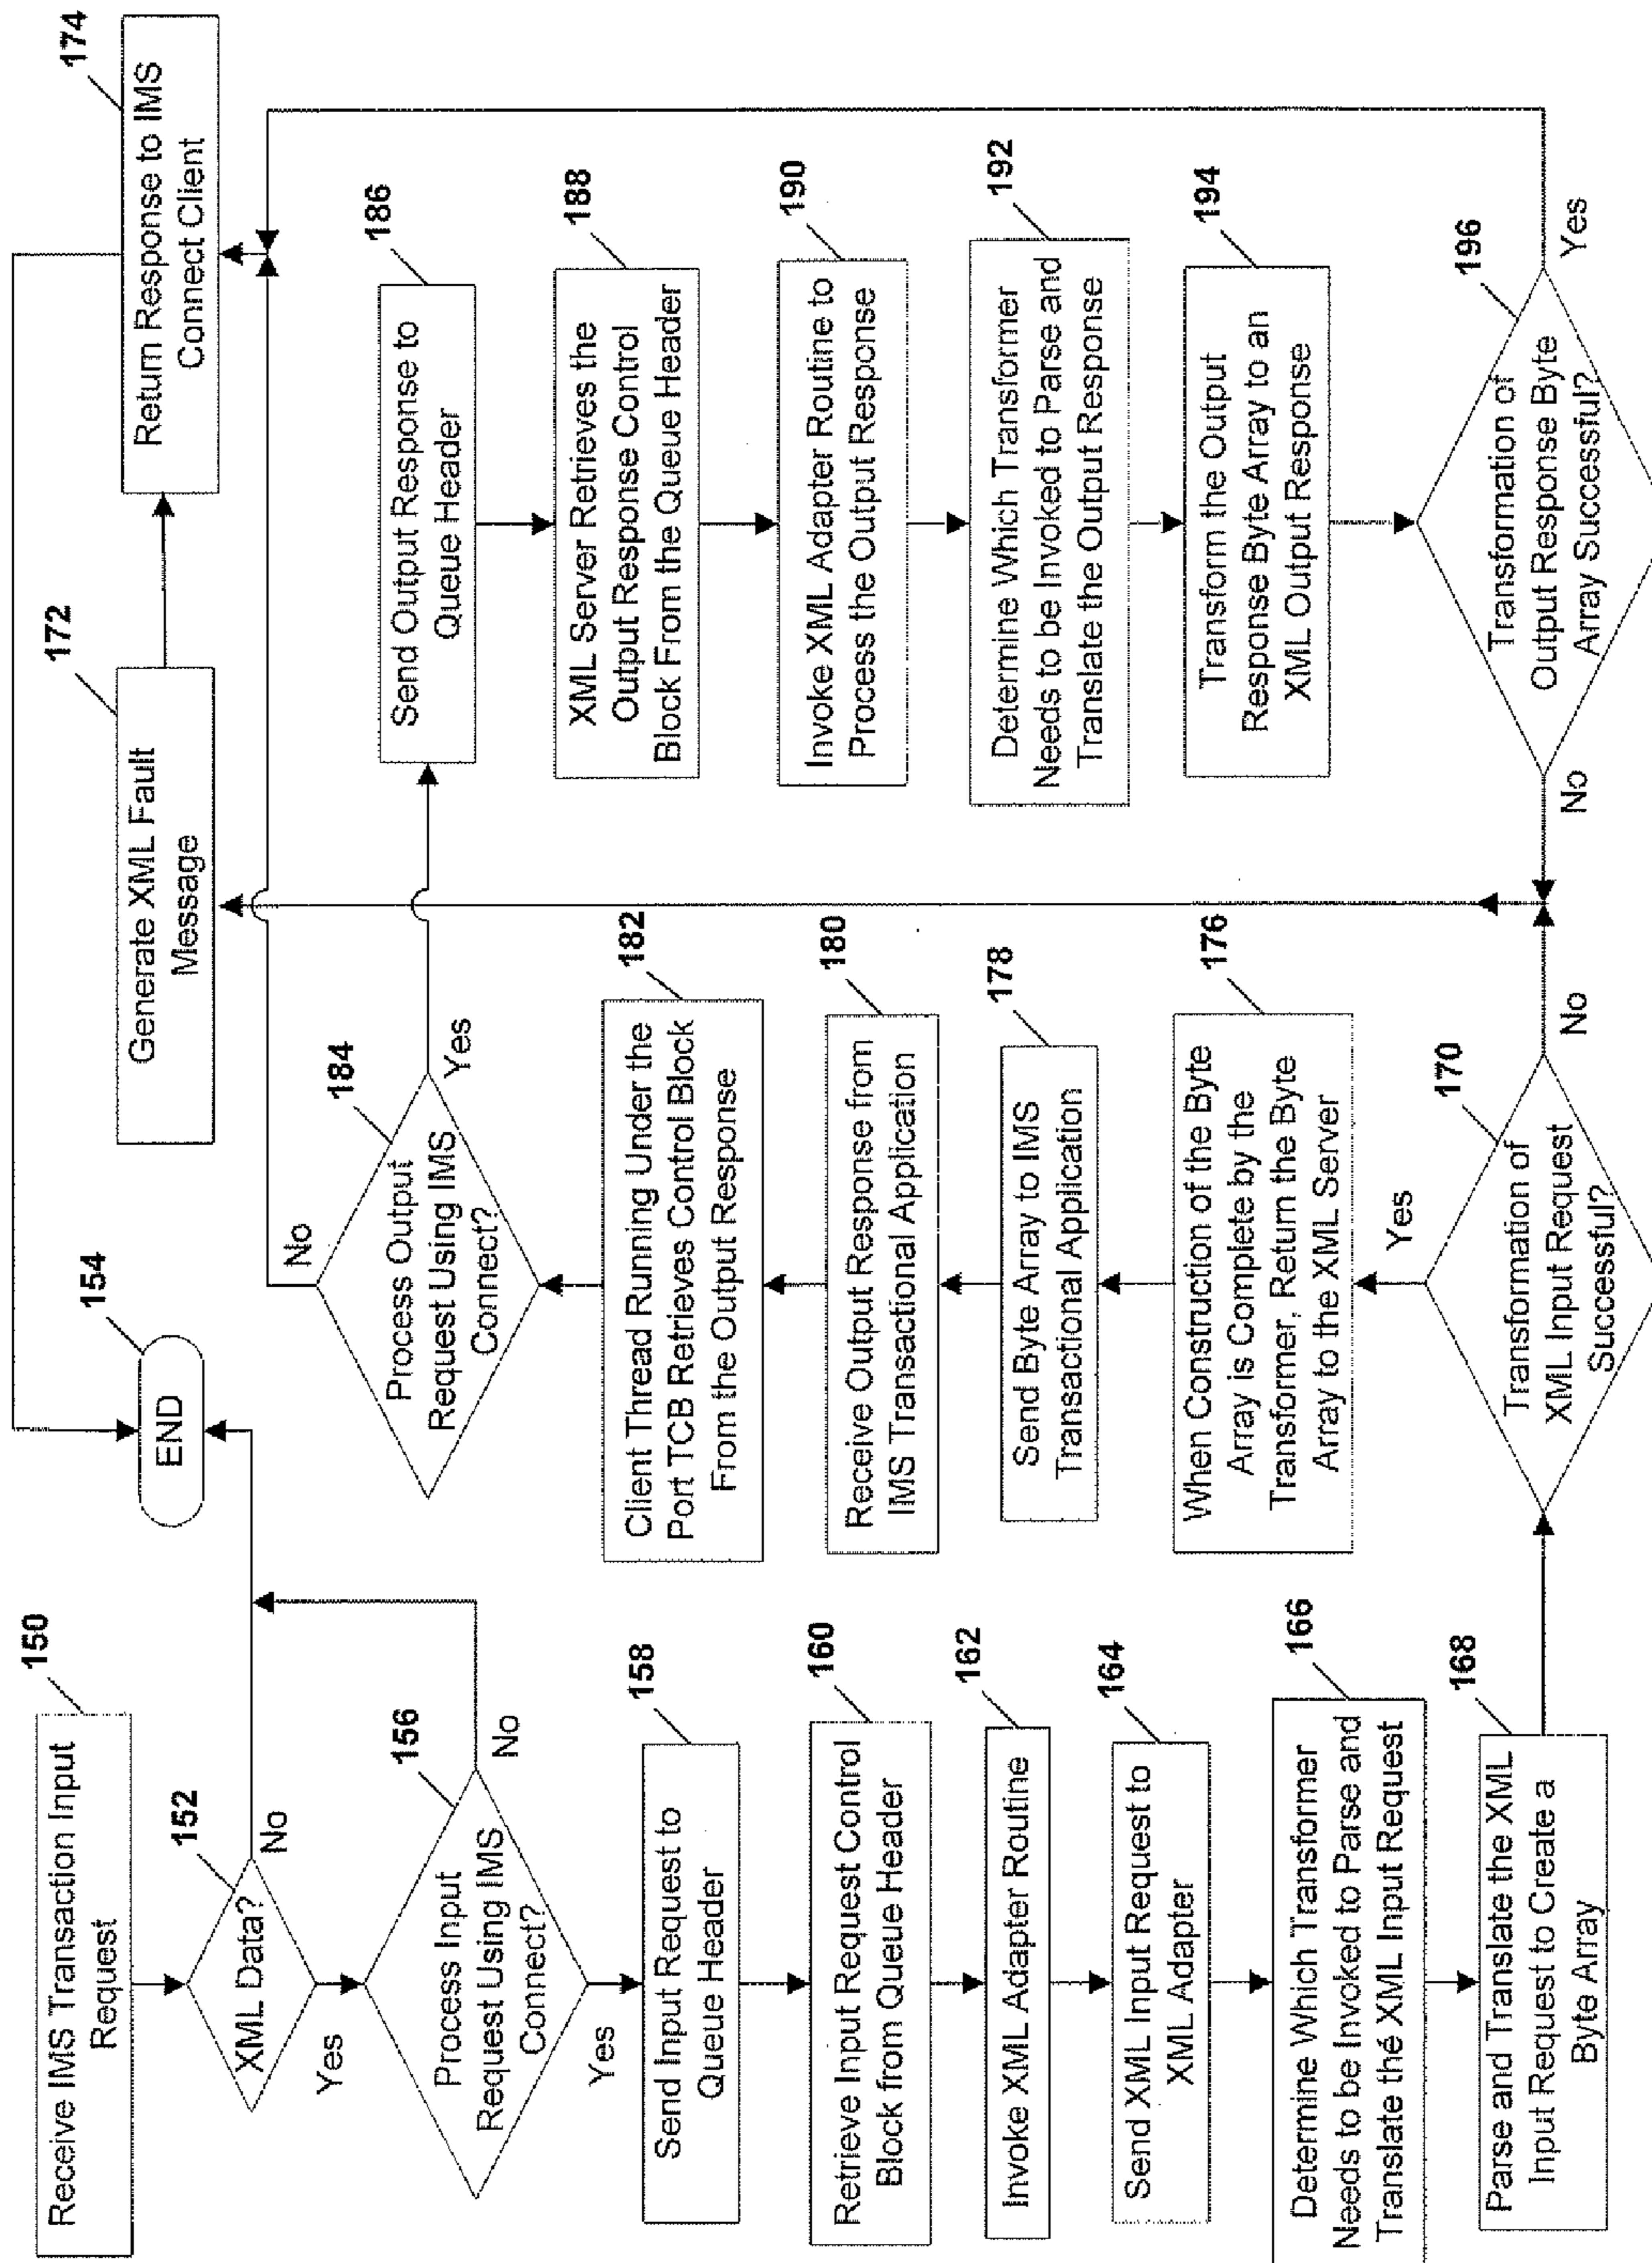 150
Receive IMS Transaction Input
Request
152
XML Data?
No
Yes
154
END
156
Process Input
Request Using IMS
Connect?
No
Yes
158
Send Input Request to
Queue Header
160
Retrieve Input Request Control
Block from Queue Header
162
Invoke XML Adapter Routine
164
Send XML Input Request to
XML Adapter
166
Determine Which Transformer
Needs to be Invoked to Parse and
Translate the XML Input Request
168
Parse and Translate the XML
Input Request to Create a
Byte Array
170
Transformation of
XML Input Request
Successful?
No
Yes
176
When Construction of the Byte
Array is Complete by the
Transformer, Return the Byte
Array to the XML Server
178
Send Byte Array to IMS
Transactional Application
180
Receive Output Response from
IMS Transactional Application
182
Client Thread Running Under the
Port TCB Retrieves Control Block
From the Output Response
184
Process Output
Request Using IMS
Connect?
No
Yes
172
Generate XML Fault
Message
174
Return Response to IMS
Connect Client
186
Send Output Response to
Queue Header
188
XML Server Retrieves the
Output Response Control
Block From the Queue Header
190
Invoke XML Adapter Routine to
Process the Output Response
192
Determine Which Transformer
Needs to be Invoked to Parse and
Translate the Output Response
194
Transform the Output
Response Byte Array to an
XML Output Response
196
Transformation of
Output Response Byte
Array Successful?
No
Yes